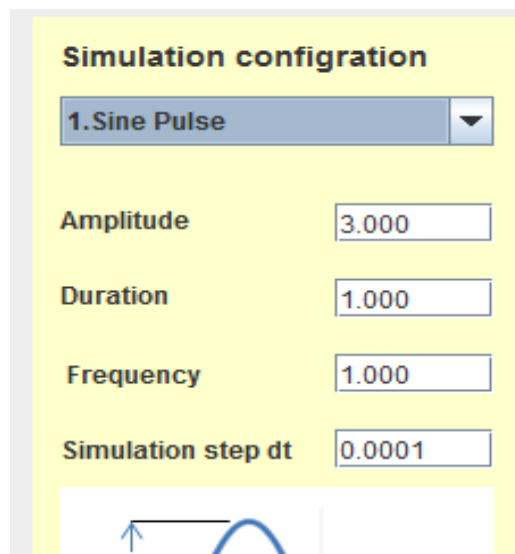 Simulation configration
1.Sine Pulse
Amplitude 3.000
Duration 1.000
Frequency 1.000
Simulation step dt 0.0001